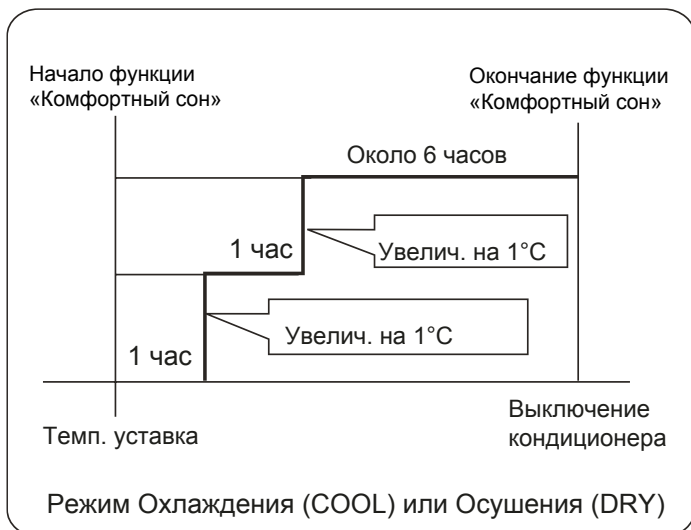 Начало функции
«Комфортный сон»
Окончание функции
«Комфортный сон»
Около 6 часов
1 час
Увелич. на 1°C
1 час
Увелич. на 1°C
Темп. уставка
Выключение
кондиционера
Режим Охлаждения (COOL) или Осушения (DRY)